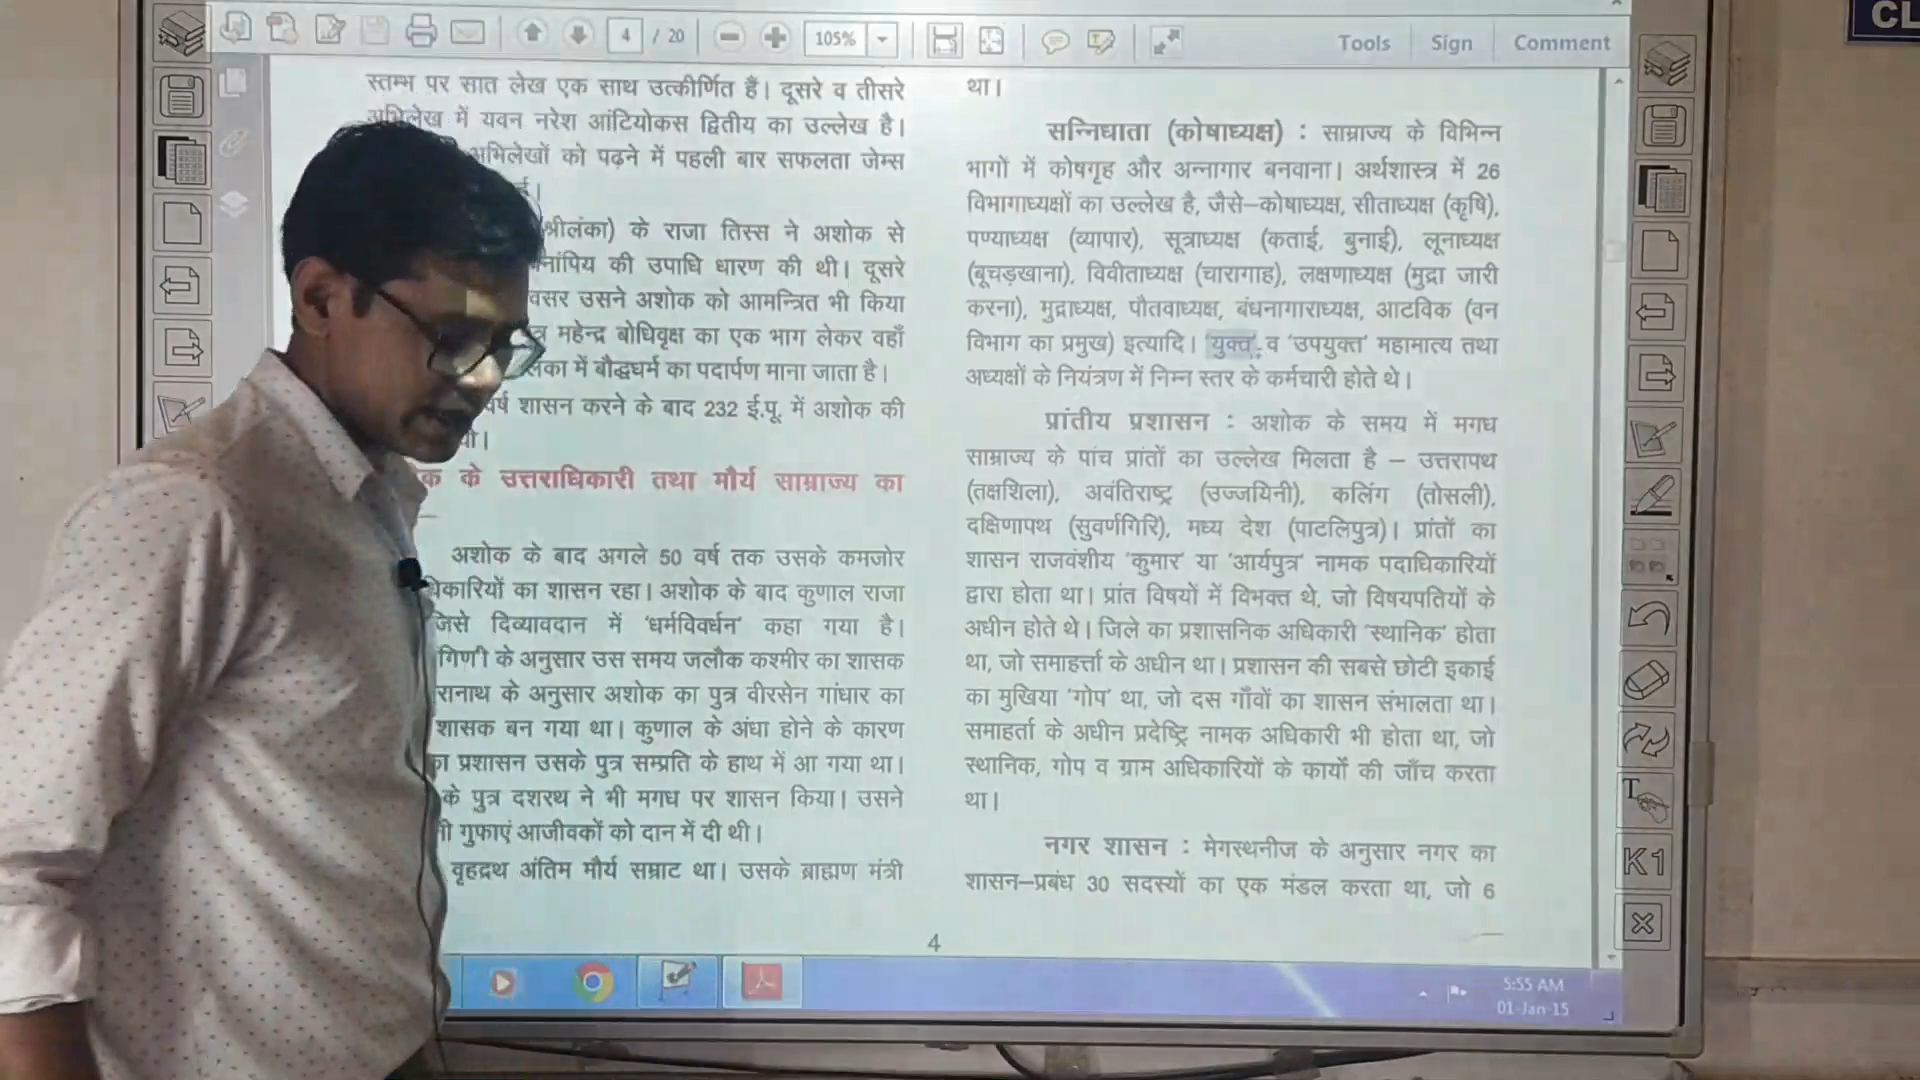 4 / 20
105%
Tools
Sign
Comment
CL
स्तम्भ पर सात लेख एक साथ उत्कीर्णित हैं। दूसरे व तीसरे
अभिलेख में यवन नरेश आंटियोकस द्वितीय का उल्लेख है।
अभिलेखों को पढ़ने में पहली बार सफलता जेम्स
ई।
(श्रीलंका) के राजा तिस्स ने अशोक से
नांपिय की उपाधि धारण की थी। दूसरे
वसर उसने अशोक को आमन्त्रित भी किया
महेन्द्र बोधिवृक्ष का एक भाग लेकर वहाँ
लंका में बौद्धधर्म का पदार्पण माना जाता है।
वर्ष शासन करने के बाद 232 ई.पू. में अशोक की
क के उत्तराधिकारी तथा मौर्य साम्राज्य का
अशोक के बाद अगले 50 वर्ष तक उसके कमजोर
धिकारियों का शासन रहा। अशोक के बाद कुणाल राजा
जिसे दिव्यावदान में 'धर्मविवर्धन' कहा गया है।
गिणी के अनुसार उस समय जलौक कश्मीर का शासक
रानाथ के अनुसार अशोक का पुत्र वीरसेन गांधार का
शासक बन गया था। कुणाल के अंधा होने के कारण
प्रशासन उसके पुत्र सम्प्रति के हाथ में आ गया था।
के पुत्र दशरथ ने भी मगध पर शासन किया। उसने
गुफाएं आजीवकों को दान में दी थी।
वृहद्रथ अंतिम मौर्य सम्राट था। उसके ब्राह्मण मंत्री
था।
सन्निधाता (कोषाध्यक्ष) : साम्राज्य के विभिन्न
भागों में कोषगृह और अन्नागार बनवाना। अर्थशास्त्र में 26
विभागाध्यक्षों का उल्लेख है, जैसे–कोषाध्यक्ष, सीताध्यक्ष (कृषि),
पण्याध्यक्ष (व्यापार), सूत्राध्यक्ष (कताई, बुनाई), लूनाध्यक्ष
(बूचड़खाना), विवीताध्यक्ष (चारागाह), लक्षणाध्यक्ष (मुद्रा जारी
करना), मुद्राध्यक्ष, पौतवाध्यक्ष, बंधनागाराध्यक्ष, आटविक (वन
विभाग का प्रमुख) इत्यादि। 'युक्त' व 'उपयुक्त' महामात्य तथा
अध्यक्षों के नियंत्रण में निम्न स्तर के कर्मचारी होते थे।
प्रांतीय प्रशासन : अशोक के समय में मगध
साम्राज्य के पांच प्रांतों का उल्लेख मिलता है – उत्तरापथ
(तक्षशिला), अवंतिराष्ट्र (उज्जयिनी), कलिंग (तोसली),
दक्षिणापथ (सुवर्णगिरि), मध्य देश (पाटलिपुत्र)। प्रांतों का
शासन राजवंशीय 'कुमार' या 'आर्यपुत्र' नामक पदाधिकारियों
द्वारा होता था। प्रांत विषयों में विभक्त थे, जो विषयपतियों के
अधीन होते थे। जिले का प्रशासनिक अधिकारी 'स्थानिक' होता
था, जो समाहर्त्ता के अधीन था। प्रशासन की सबसे छोटी इकाई
का मुखिया 'गोप' था, जो दस गाँवों का शासन संभालता था।
समाहर्ता के अधीन प्रदेष्ट्रि नामक अधिकारी भी होता था, जो
स्थानिक, गोप व ग्राम अधिकारियों के कार्यों की जाँच करता
था।
नगर शासन : मेगस्थनीज के अनुसार नगर का
शासन–प्रबंध 30 सदस्यों का एक मंडल करता था, जो 6
4
K1
5:55 AM
01-Jan-15